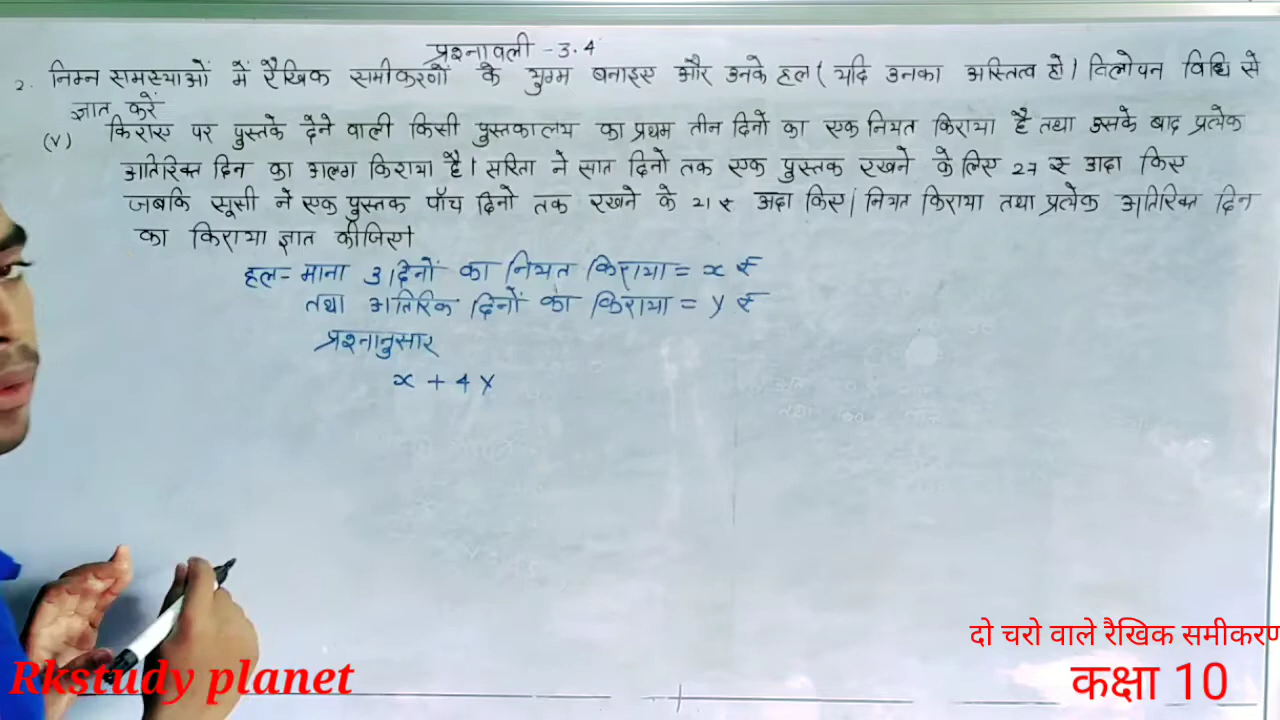 प्रश्नावली - 3.4
2. निम्न समस्याओं में रैखिक समीकरणों के युग्म बनाइए और उनके हल ( यदि उनका अस्तित्व हो। विलोपन विधि से
ज्ञात करें
(v) किराए पर पुस्तके देने वाली किसी पुस्तकालय का प्रथम तीन दिनों का एक नियत किराया है तथा उसके बाद प्रत्येक
अतिरिक्त दिन का अलग किराया है। सरिता ने सात दिनों तक एक पुस्तक रखने के लिए 27 ₹ अदा किए
जबकि सूसी ने एक पुस्तक पाँच दिनो तक रखने के 21 ₹ अदा किए। नियत किराया तथा प्रत्येक अतिरिक्त दिन
का किराया ज्ञात कीजिए।
हल- माना 3 दिनों का नियत किराया = x ₹
तथा अतिरिक दिनों का किराया = y ₹
प्रश्नानुसार
x + 4y
दो चरो वाले रैखिक समीकरण
Rkstudy planet
कक्षा 10